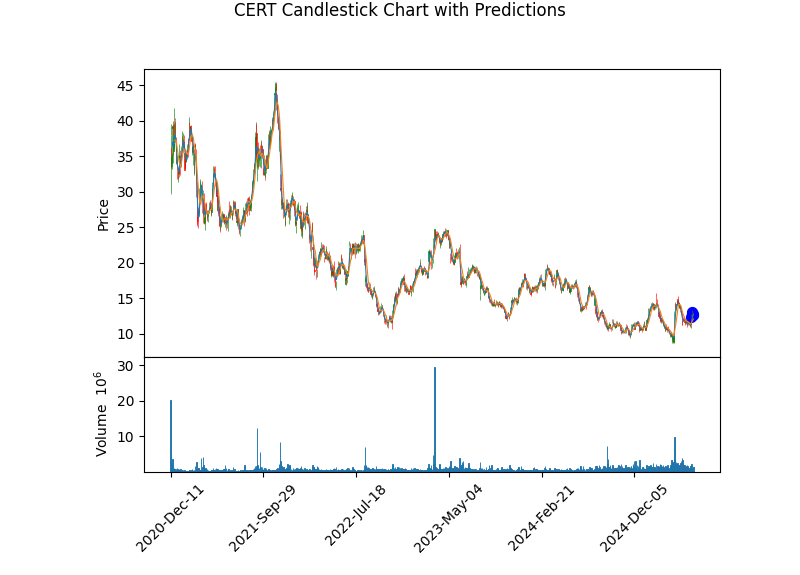 CERT Candlestick Chart with Predictions
45
40
35
30
25
20
15
10
Price
30
20
10
Volume 10^6
2020-Dec-11
2021-Sep-29
2022-Jul-18
2023-May-04
2024-Feb-21
2024-Dec-05